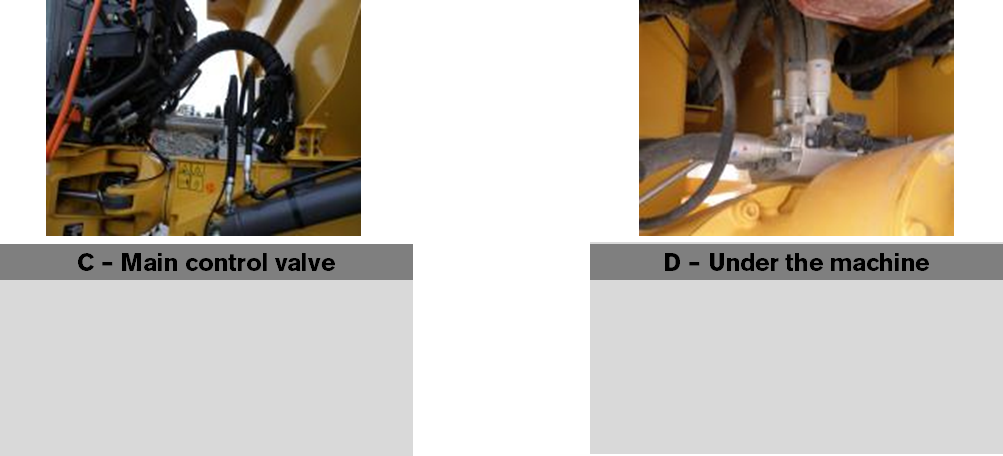 C – Main control valve
D – Under the machine